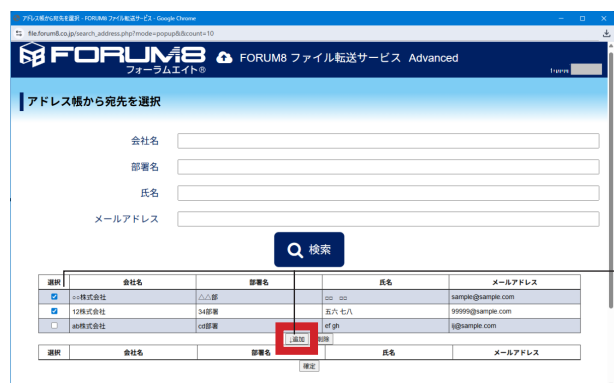 アドレス帳から宛先を選択 - FORUM8 ファイル転送サービス - Google Chrome
file.forum8.co.jp/search_address.php?mode=popup&count=10
FORUM8
フォーラムエイト®
FORUM8 ファイル転送サービス Advanced
アドレス帳から宛先を選択
会社名
部署名
氏名
メールアドレス
検索
選択 会社名 部署名 氏名 メールアドレス
○○株式会社 △△部 □□ □□ sample@sample.com
12株式会社 34部署 五六 七八 99999@sample.com
ab株式会社 cd部署 ef gh ij@sample.com
↓追加 削除
選択 会社名 部署名 氏名 メールアドレス
確定